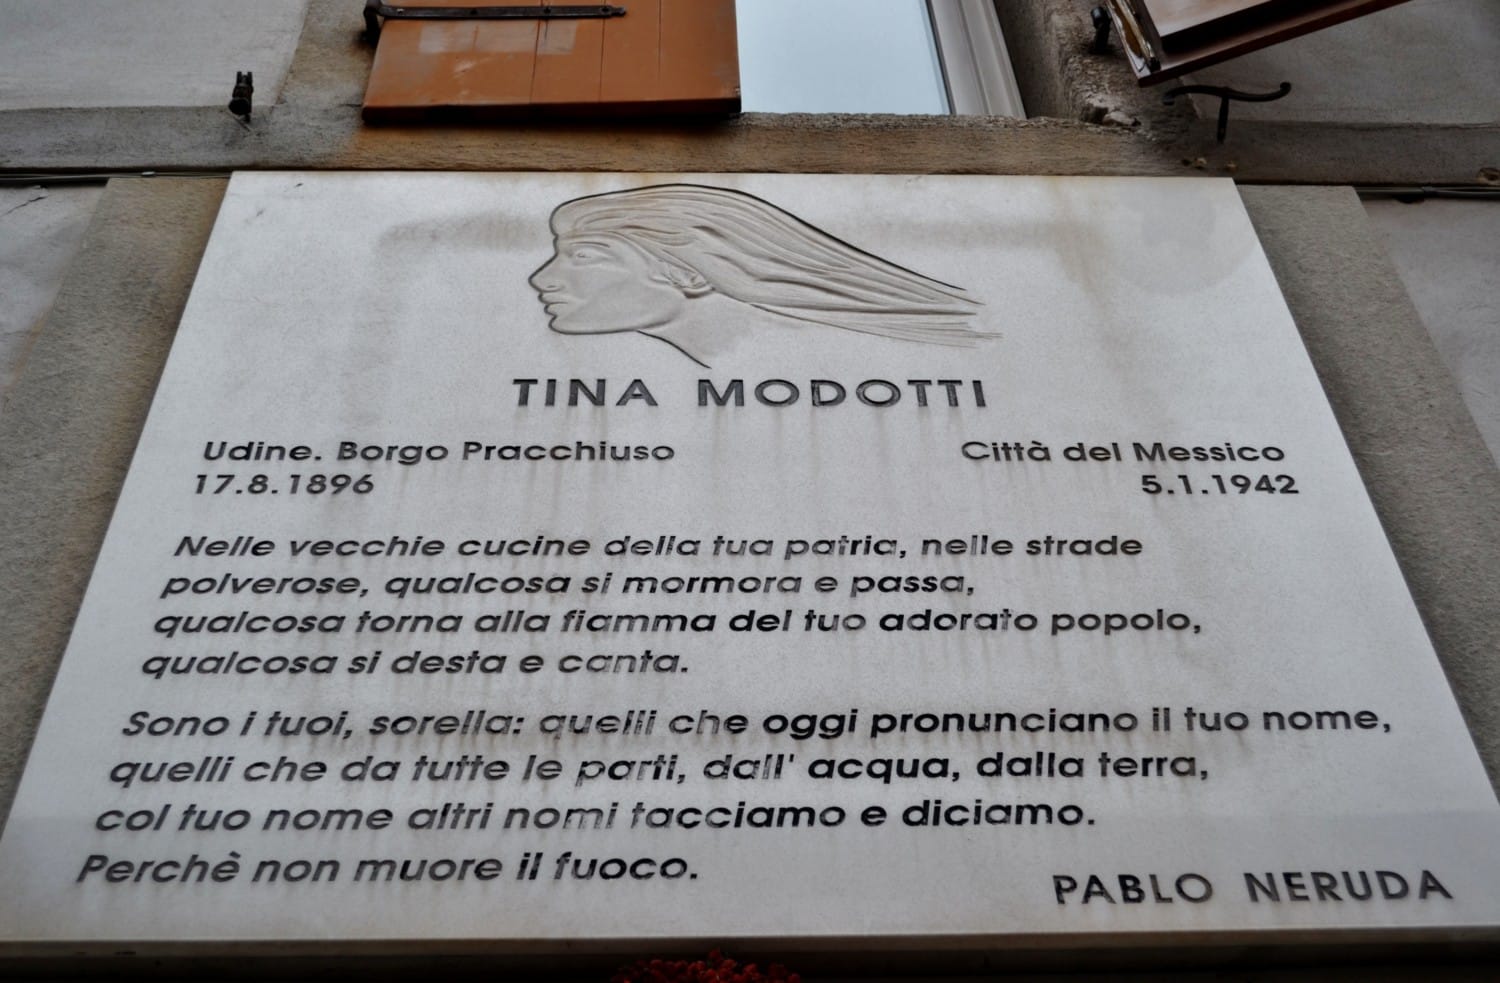 TINA MODOTTI
Udine. Borgo Pracchiuso
17.8.1896
Città del Messico
5.1.1942
Nelle vecchie cucine della tua patria, nelle strade
polverose, qualcosa si mormora e passa,
qualcosa torna alla fiamma del tuo adorato popolo,
qualcosa si desta e canta.
Sono i tuoi, sorella: quelli che oggi pronunciano il tuo nome,
quelli che da tutte le parti, dall' acqua, dalla terra,
col tuo nome altri nomi tacciamo e diciamo.
Perchè non muore il fuoco.
PABLO NERUDA